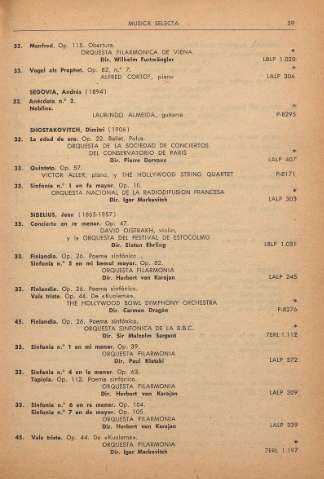 MUSICA SELECTA 59
33. Manfred. Op. 115. Obertura.
ORQUESTA FILARMONICA DE VIENA
Dir. Wilhelm Furtwängler LBLP 1.020
33. Vogel als Prophet. Op. 82, n.° 7.
ALFRED CORTOT, piano LALP 306
SEGOVIA, Andrés (1894)
33. Anécdota n.° 2.
Neblina.
LAURINDO ALMEIDA, guitarra P-8295
SHOSTAKOVITCH, Dimitri (1906)
33. La edad de oro. Op. 22. Ballet. Polca.
ORQUESTA DE LA SOCIEDAD DE CONCIERTOS
DEL CONSERVATORIO DE PARIS
Dir. Pierre Dervaux LALP 407
33. Quinteto. Op. 57.
VICTOR ALLER, piano, y THE HOLLYWOOD STRING QUARTET P-8171
33. Sinfonía n.° 1 en fa mayor. Op. 10.
ORQUESTA NACIONAL DE LA RADIODIFUSION FRANCESA
Dir. Igor Markevitch LALP 303
SIBELIUS, Jean (1865-1957)
33. Concierto en re menor. Op. 47.
DAVID OISTRAKH, violín,
y la ORQUESTA DEL FESTIVAL DE ESTOCOLMO
Dir. Sixten Ehrling LBLP 1.031
33. Finlandia. Op. 26. Poema sinfónico.
Sinfonía n.° 5 en mi bemol mayor. Op. 82.
ORQUESTA FILARMONIA
Dir. Herbert von Karajan LALP 245
33. Finlandia. Op. 26. Poema sinfónico.
Vals triste. Op. 44. De «Kuolema».
THE HOLLYWOOD BOWL SYMPHONY ORCHESTRA
Dir. Carmen Dragón P-8276
45. Finlandia. Op. 26. Poema sinfónico.
ORQUESTA SINFONICA DE LA B.B.C.
Dir. Sir Malcolm Sargent 7ERL 1.112
33. Sinfonía n.° 1 en mi menor. Op. 39.
ORQUESTA FILARMONIA
Dir. Paul Kletzki LALP 372
33. Sinfonía n.° 4 en la menor. Op. 63.
Tapiola. Op. 112. Poema sinfónico.
ORQUESTA FILARMONIA
Dir. Herbert von Karajan LALP 309
33. Sinfonía n.° 6 en re menor. Op. 104.
Sinfonía n.° 7 en do mayor. Op. 105.
ORQUESTA FILARMONIA
Dir. Herbert von Karajan LALP 339
45. Vals triste. Op. 44. De «Kuolema».
ORQUESTA FILARMONIA
Dir. Igor Markevitch 7ERL 1.197